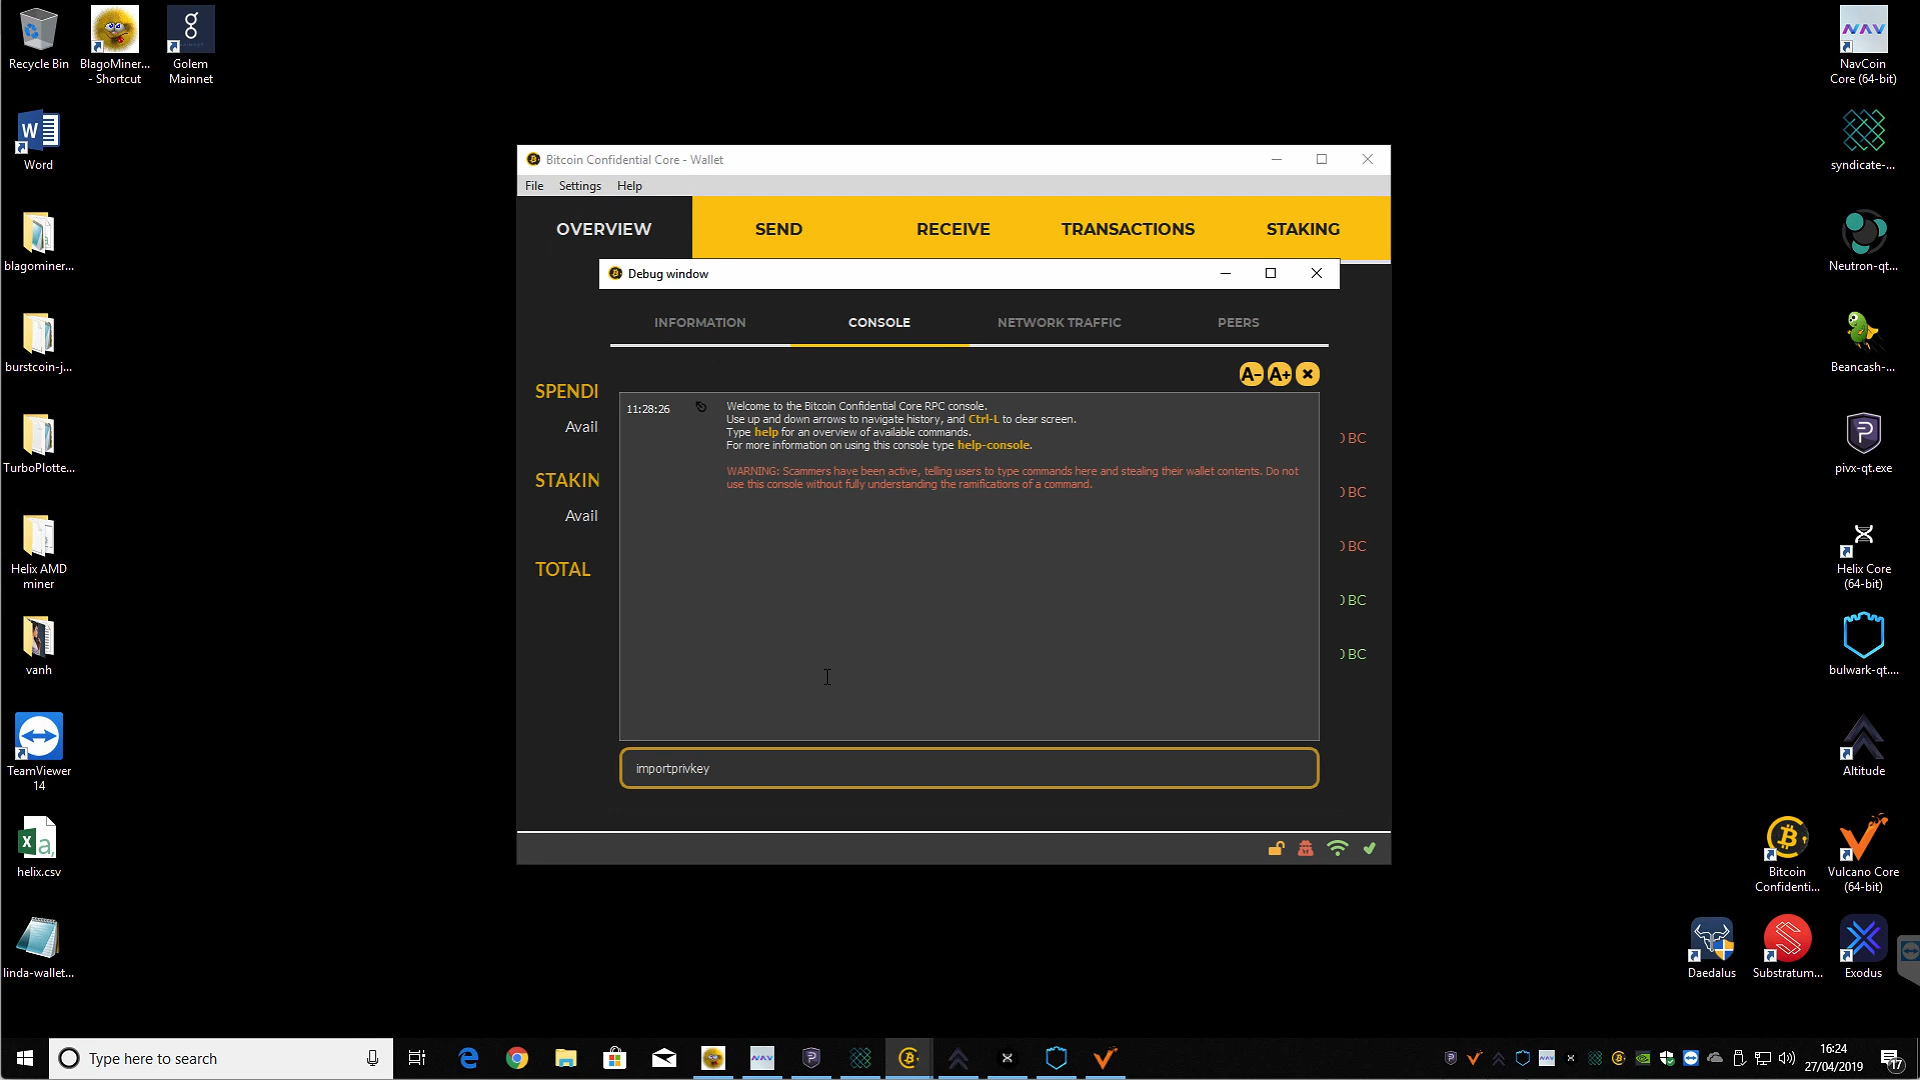 Recycle Bin
BlagoMiner...
- Shortcut
Golem
Mainnet
Word
blagominer...
burstcoin-j...
TurboPlotte...
Helix AMD
miner
vanh
TeamViewer
14
helix.csv
linda-wallet...
Bitcoin Confidential Core - Wallet
File Settings Help
OVERVIEW SEND RECEIVE TRANSACTIONS STAKING
Debug window
INFORMATION CONSOLE NETWORK TRAFFIC PEERS
A- A+
SPENDI
Avail
STAKIN
Avail
TOTAL
11:28:26
Welcome to the Bitcoin Confidential Core RPC console.
Use up and down arrows to navigate history, and Ctrl-L to clear screen.
Type help for an overview of available commands.
For more information on using this console type help-console.
WARNING: Scammers have been active, telling users to type commands here and stealing their wallet contents. Do not
use this console without fully understanding the ramifications of a command.
BC
BC
BC
BC
BC
importprivkey
NAV
NavCoin
Core (64-bit)
syndicate-...
Neutron-qt...
Beancash-...
pivx-qt.exe
Helix Core
(64-bit)
bulwark-qt....
Altitude
Bitcoin
Confidenti...
Vulcano Core
(64-bit)
Daedalus
Substratum...
Exodus
Type here to search
16:24
27/04/2019
17